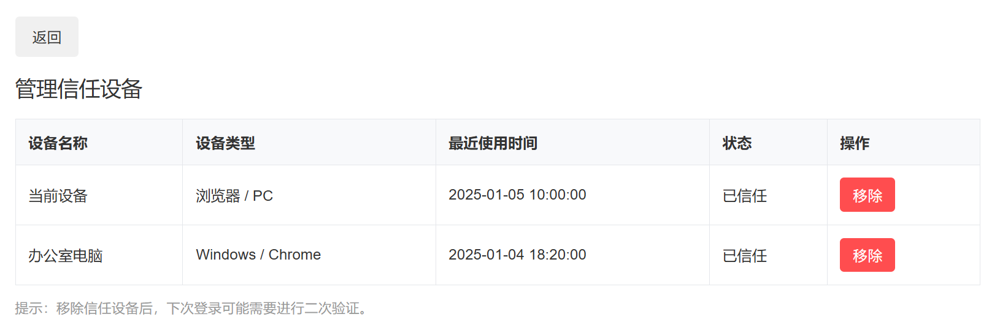 返回
管理信任设备
设备名称 设备类型 最近使用时间 状态 操作
当前设备 浏览器 / PC 2025-01-05 10:00:00 已信任 移除
办公室电脑 Windows / Chrome 2025-01-04 18:20:00 已信任 移除
提示：移除信任设备后，下次登录可能需要进行二次验证。